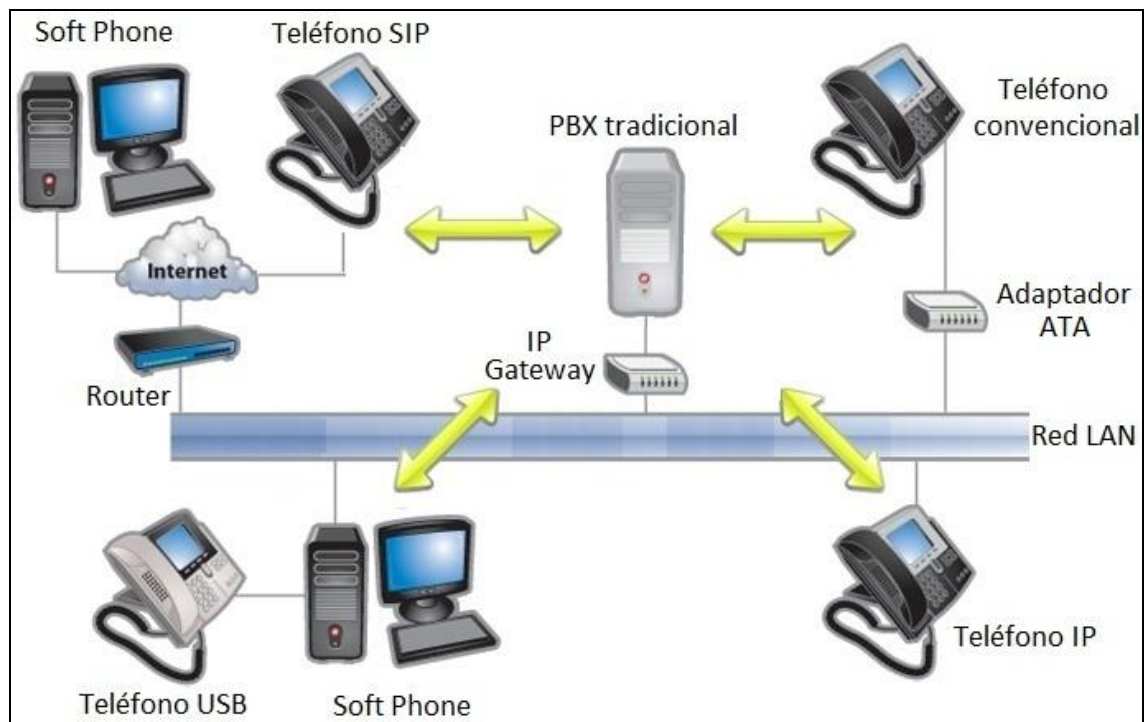 Soft Phone
Teléfono SIP
PBX tradicional
Teléfono
convencional
Internet
Router
IP
Gateway
Adaptador
ATA
Red LAN
Teléfono USB
Soft Phone
Teléfono IP